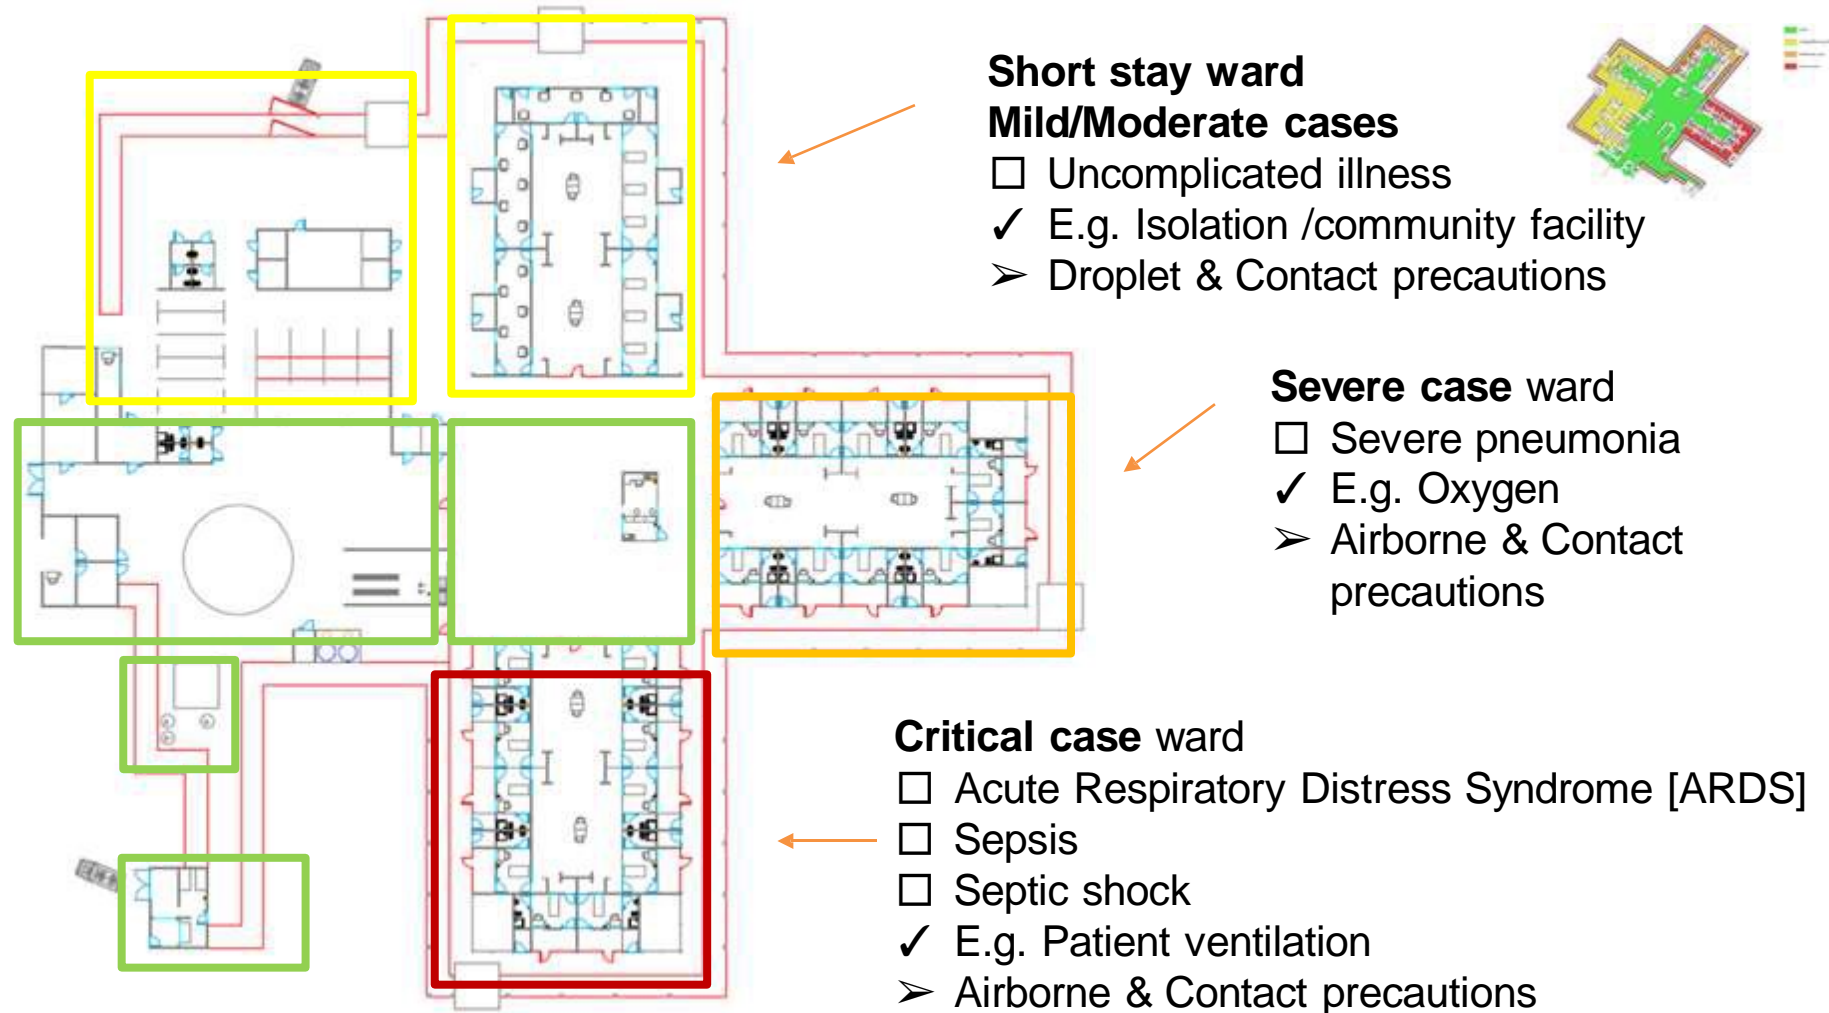 Short stay ward
Mild/Moderate cases
☐ Uncomplicated illness
✓ E.g. Isolation /community facility
➢ Droplet & Contact precautions
Severe case ward
☐ Severe pneumonia
✓ E.g. Oxygen
➢ Airborne & Contact
precautions
Critical case ward
☐ Acute Respiratory Distress Syndrome [ARDS]
☐ Sepsis
☐ Septic shock
✓ E.g. Patient ventilation
➢ Airborne & Contact precautions